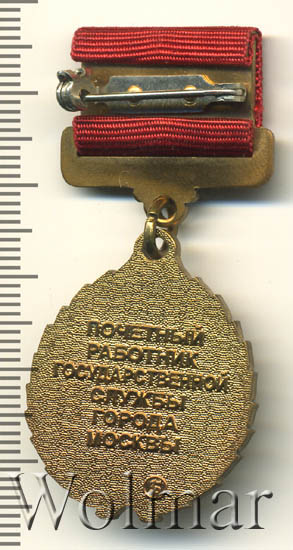 ПОЧЕТНЫЙ
РАБОТНИК
ГОСУДАРСТВЕННОЙ
СЛУЖБЫ
ГОРОДА
МОСКВЫ
Wolmar